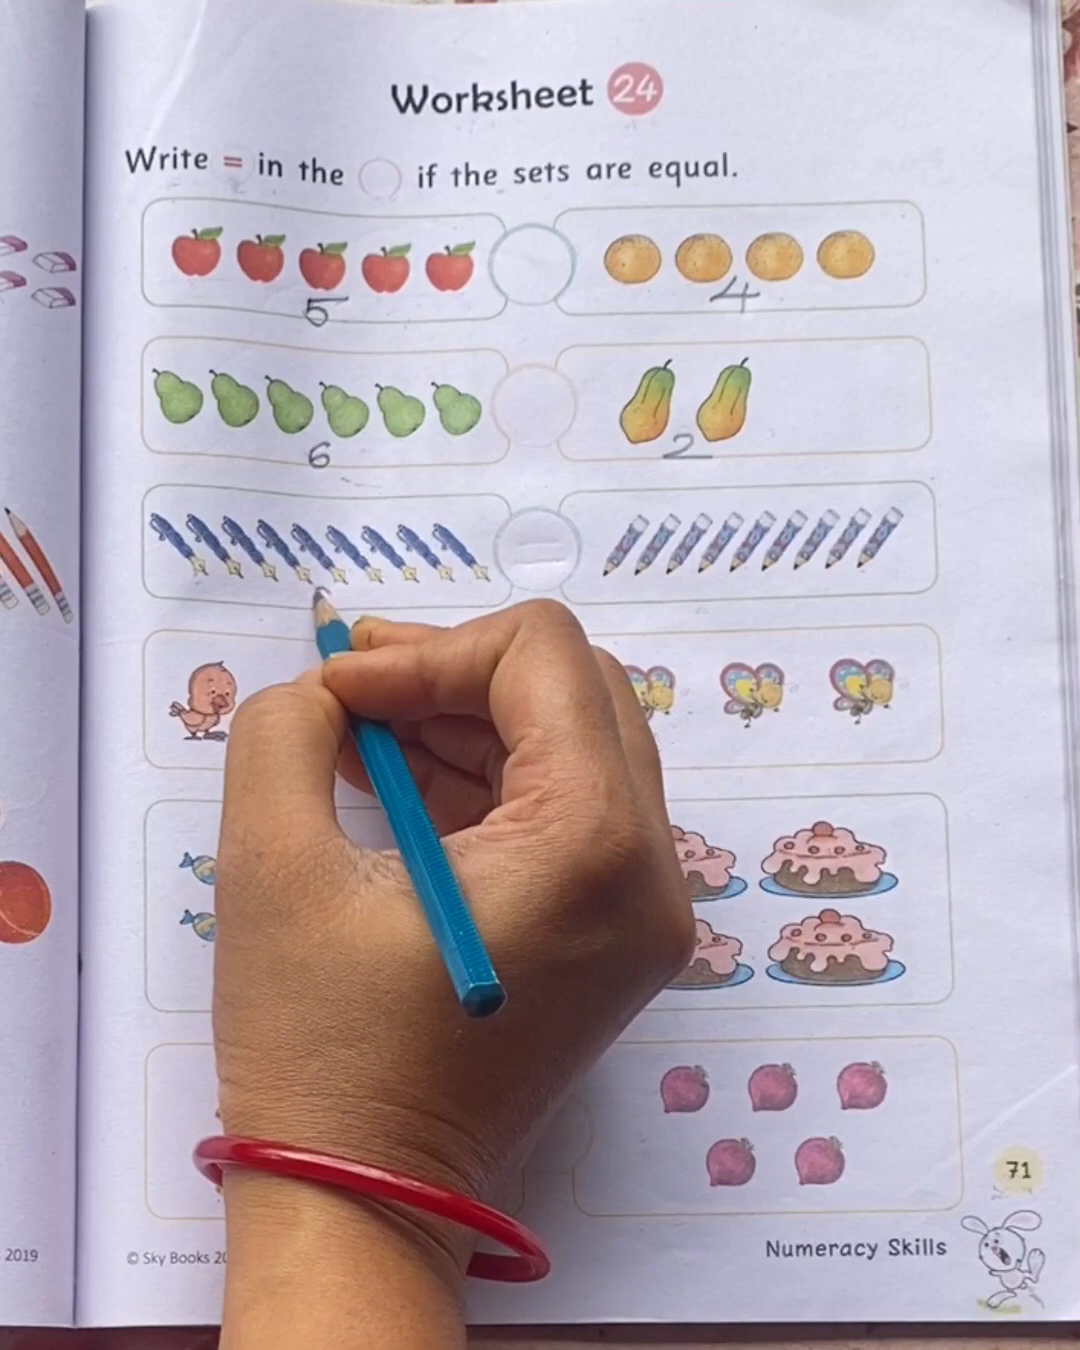 Worksheet 24
Write = in the ◯ if the sets are equal.
5 4
6 2
=
71
2019
© Sky Books
Numeracy Skills